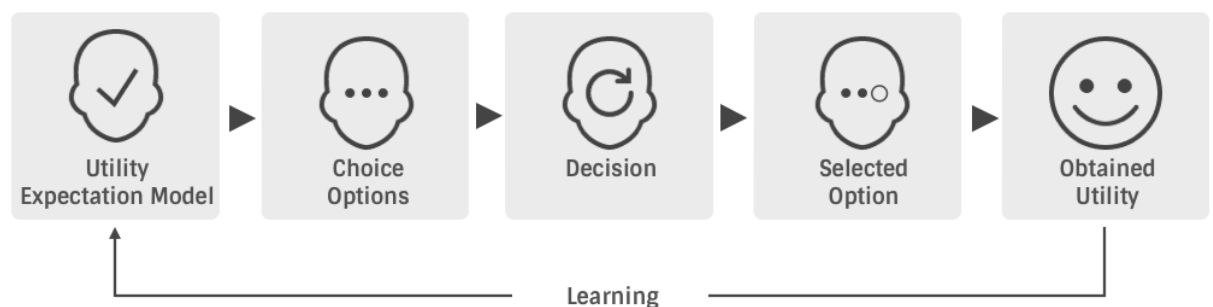 Utility
Expectation Model
Choice
Options
Decision
Selected
Option
Obtained
Utility
Learning